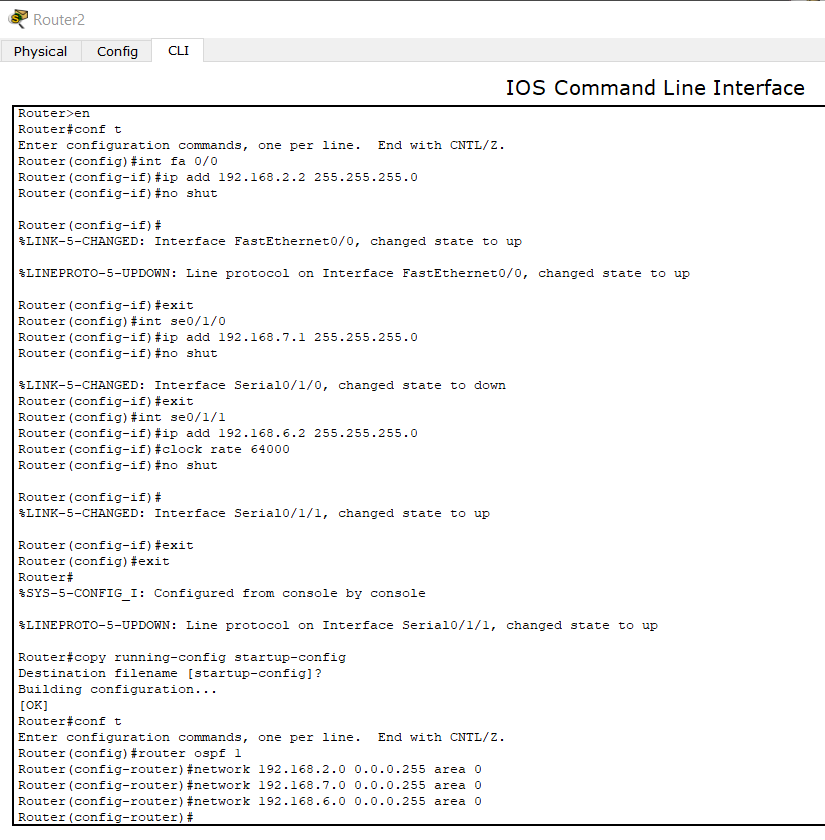 Router2
Physical Config CLI
IOS Command Line Interface
Router>en
Router#conf t
Enter configuration commands, one per line.  End with CNTL/Z.
Router(config)#int fa 0/0
Router(config-if)#ip add 192.168.2.2 255.255.255.0
Router(config-if)#no shut
Router(config-if)#
%LINK-5-CHANGED: Interface FastEthernet0/0, changed state to up
%LINEPROTO-5-UPDOWN: Line protocol on Interface FastEthernet0/0, changed state to up
Router(config-if)#exit
Router(config)#int se0/1/0
Router(config-if)#ip add 192.168.7.1 255.255.255.0
Router(config-if)#no shut
%LINK-5-CHANGED: Interface Serial0/1/0, changed state to down
Router(config-if)#exit
Router(config)#int se0/1/1
Router(config-if)#ip add 192.168.6.2 255.255.255.0
Router(config-if)#clock rate 64000
Router(config-if)#no shut
Router(config-if)#
%LINK-5-CHANGED: Interface Serial0/1/1, changed state to up
Router(config-if)#exit
Router(config)#exit
Router#
%SYS-5-CONFIG_I: Configured from console by console
%LINEPROTO-5-UPDOWN: Line protocol on Interface Serial0/1/1, changed state to up
Router#copy running-config startup-config
Destination filename [startup-config]?
Building configuration...
[OK]
Router#conf t
Enter configuration commands, one per line.  End with CNTL/Z.
Router(config)#router ospf 1
Router(config-router)#network 192.168.2.0 0.0.0.255 area 0
Router(config-router)#network 192.168.7.0 0.0.0.255 area 0
Router(config-router)#network 192.168.6.0 0.0.0.255 area 0
Router(config-router)#